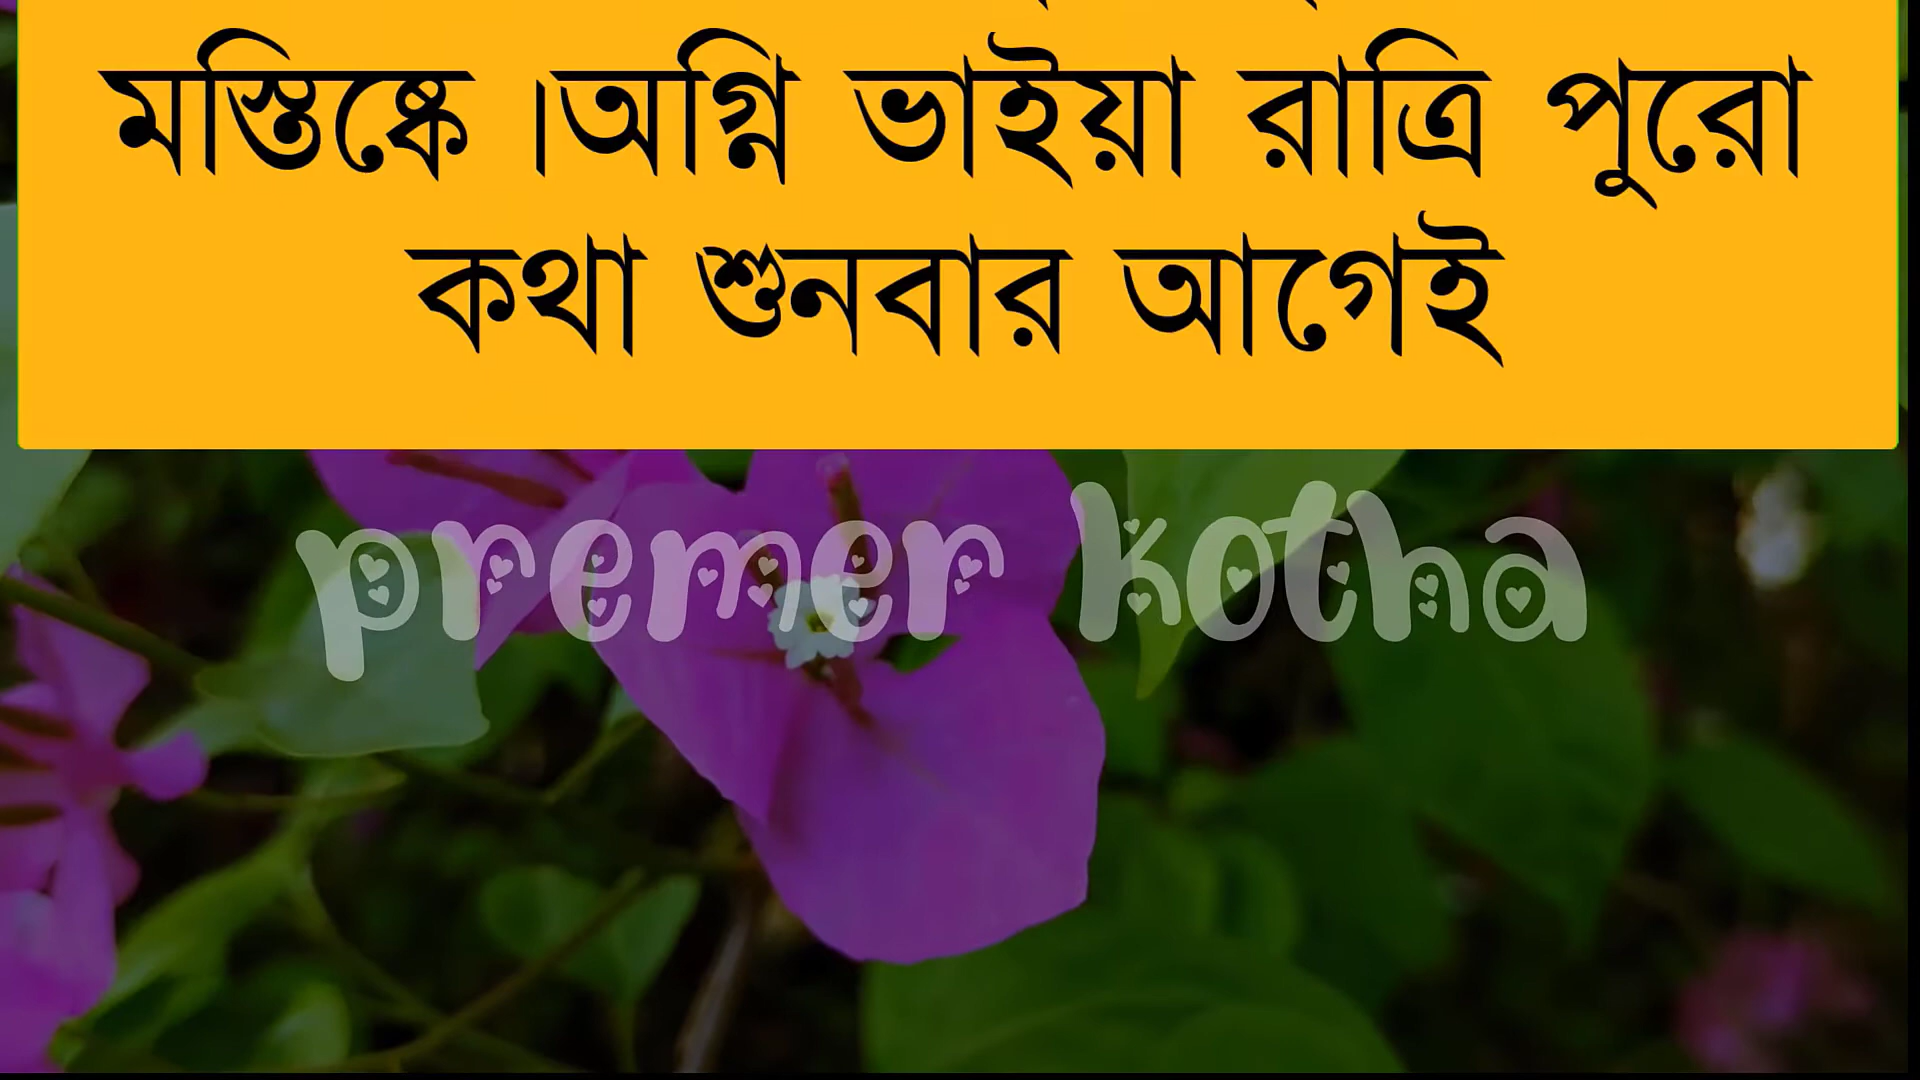 মস্তিষ্কে ।অগ্নি ভাইয়া রাত্রি পুরো
কথা শুনবার আগেই
premer kotha